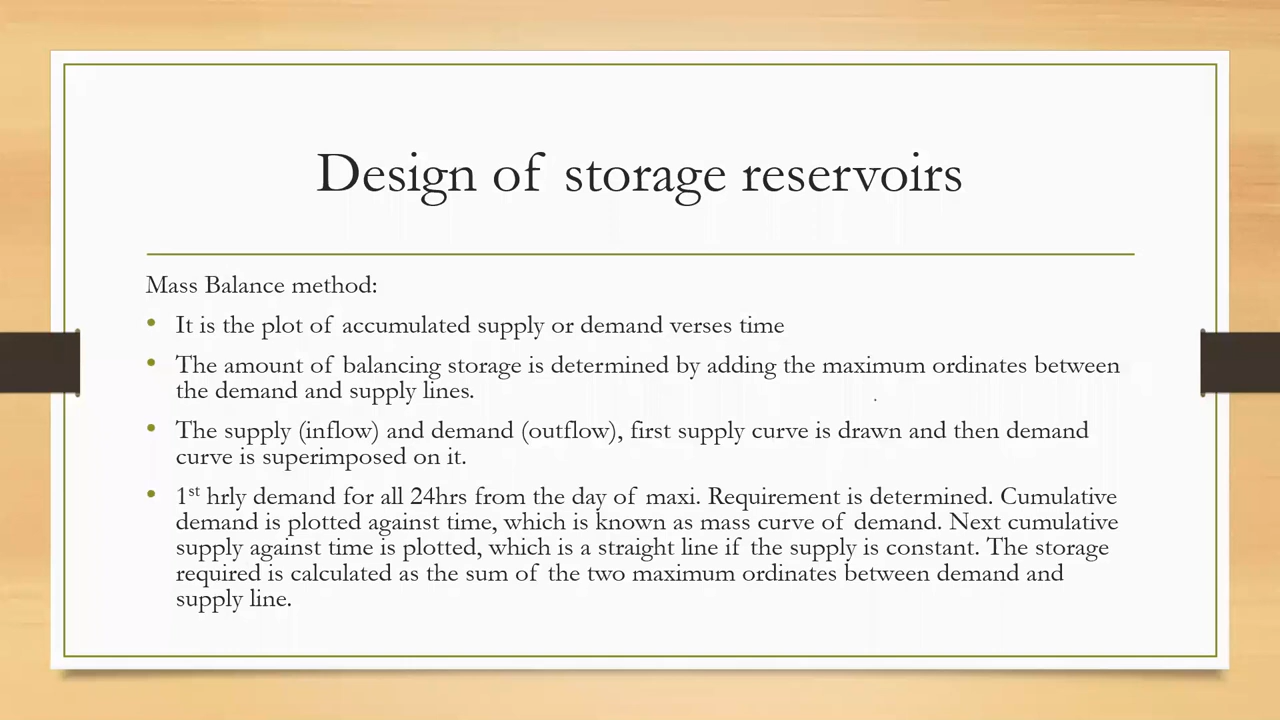 Design of storage reservoirs
Mass Balance method:
• It is the plot of accumulated supply or demand verses time
• The amount of balancing storage is determined by adding the maximum ordinates between
the demand and supply lines.
• The supply (inflow) and demand (outflow), first supply curve is drawn and then demand
curve is superimposed on it.
• 1st hrly demand for all 24hrs from the day of maxi. Requirement is determined. Cumulative
demand is plotted against time, which is known as mass curve of demand. Next cumulative
supply against time is plotted, which is a straight line if the supply is constant. The storage
required is calculated as the sum of the two maximum ordinates between demand and
supply line.